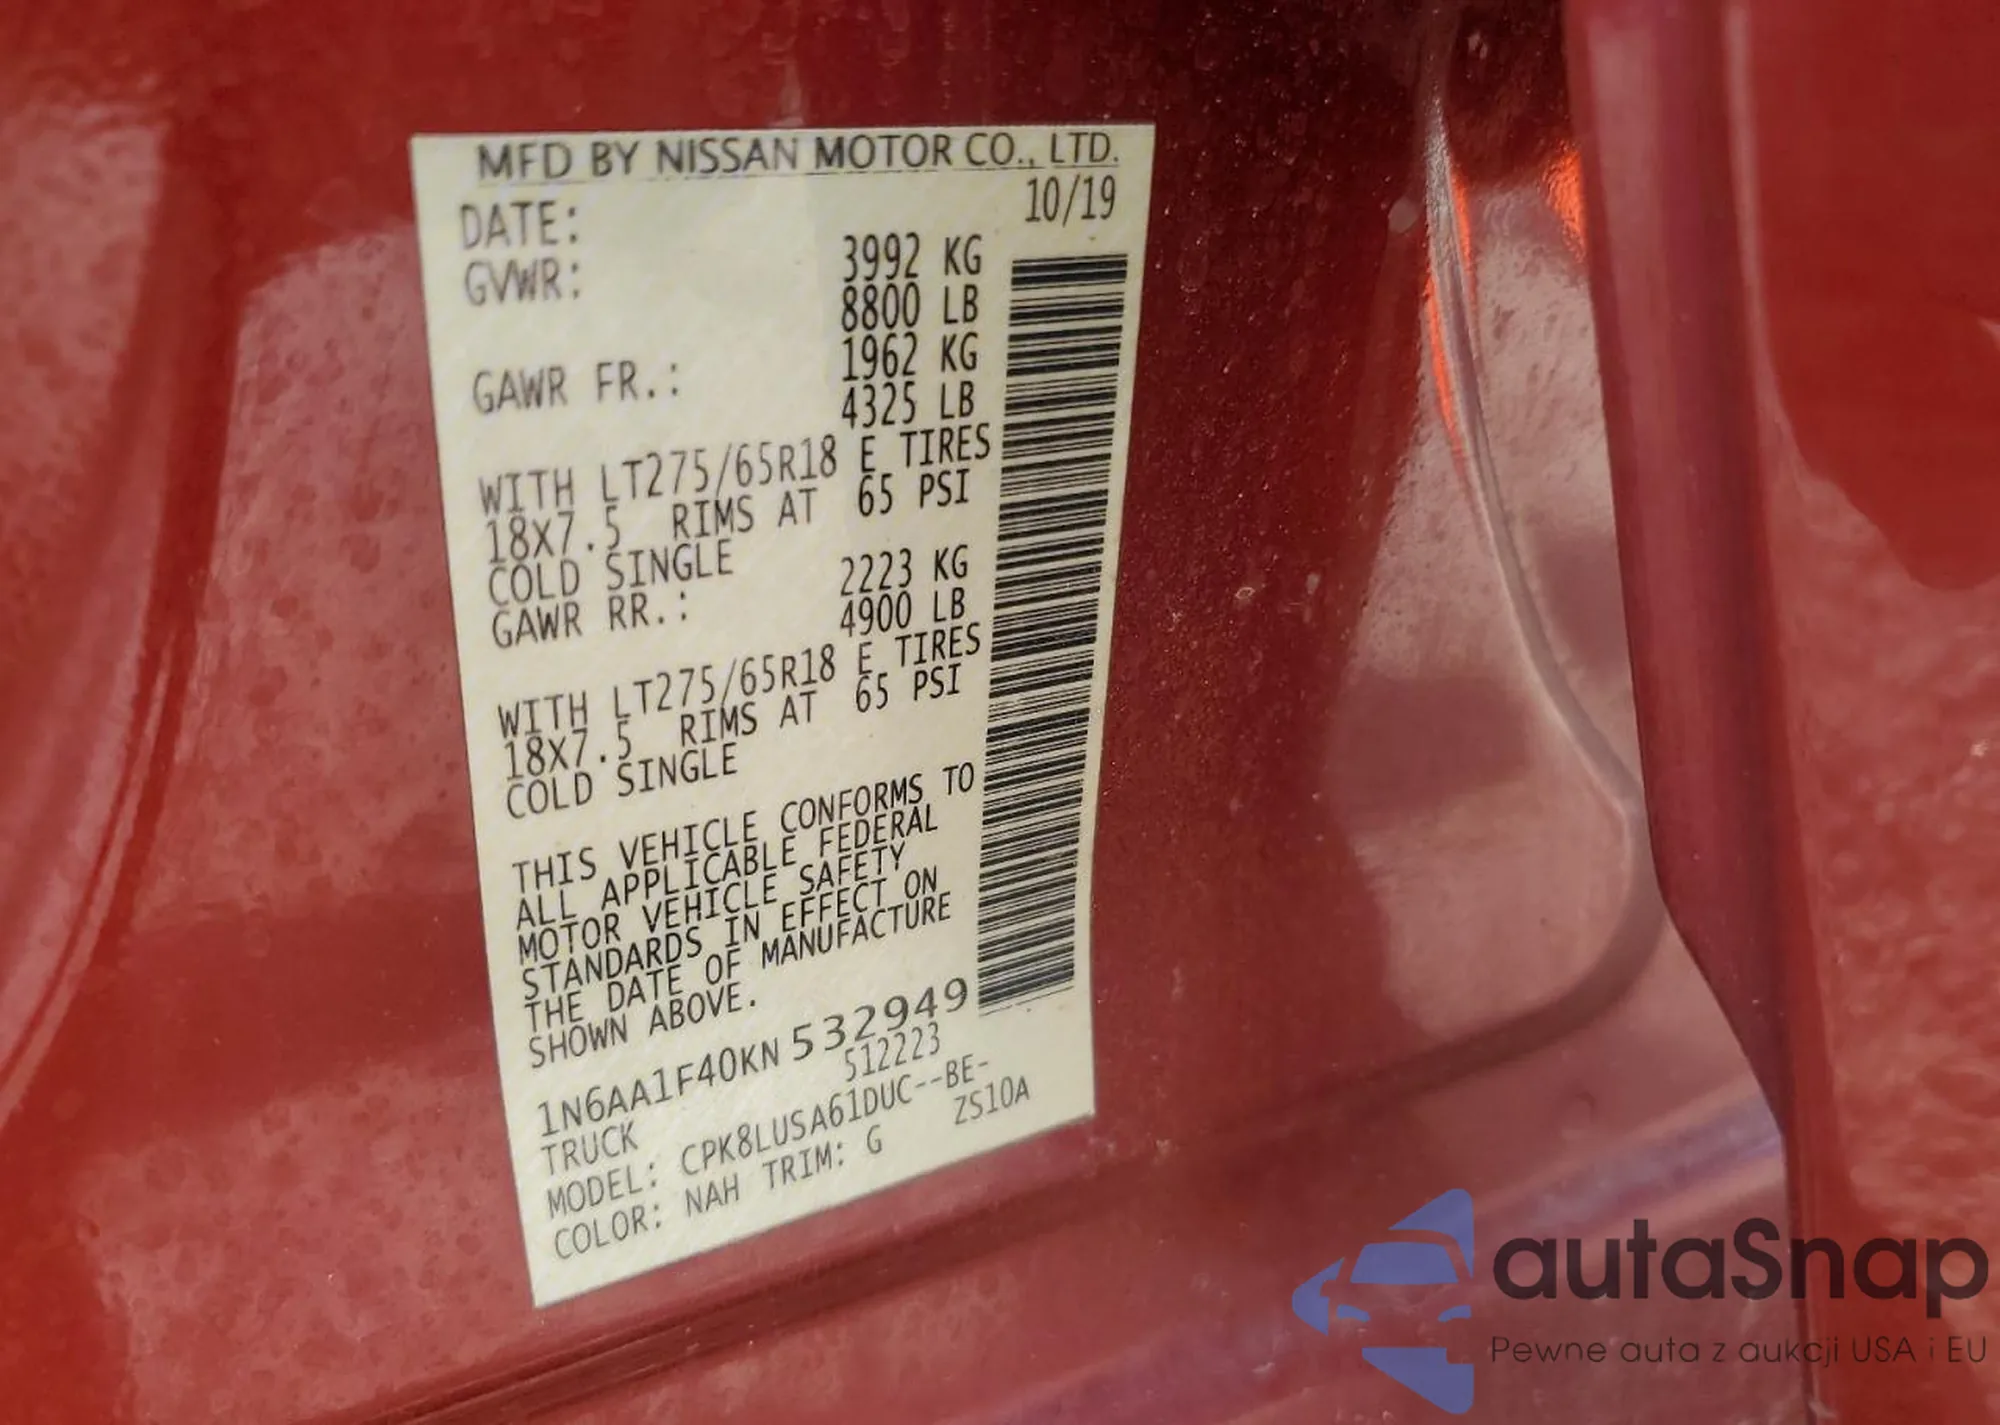 MFD BY NISSAN MOTOR CO., LTD.
DATE: 10/19
GVWR: 3992 KG
8800 LB
GAWR FR.: 1962 KG
4325 LB
WITH LT275/65R18 E TIRES
18X7.5 RIMS AT 65 PSI
COLD SINGLE
GAWR RR.: 2223 KG
4900 LB
WITH LT275/65R18 E TIRES
18X7.5 RIMS AT 65 PSI
COLD SINGLE
THIS VEHICLE CONFORMS TO
ALL APPLICABLE FEDERAL
MOTOR VEHICLE SAFETY
STANDARDS IN EFFECT ON
THE DATE OF MANUFACTURE
SHOWN ABOVE.
1N6AA1F40KN532949
TRUCK 512223
MODEL: CPK8LUSA61DUC--BE-
COLOR: NAH TRIM: G ZS10A
autaSnap
Pewne auta z aukcji USA i EU